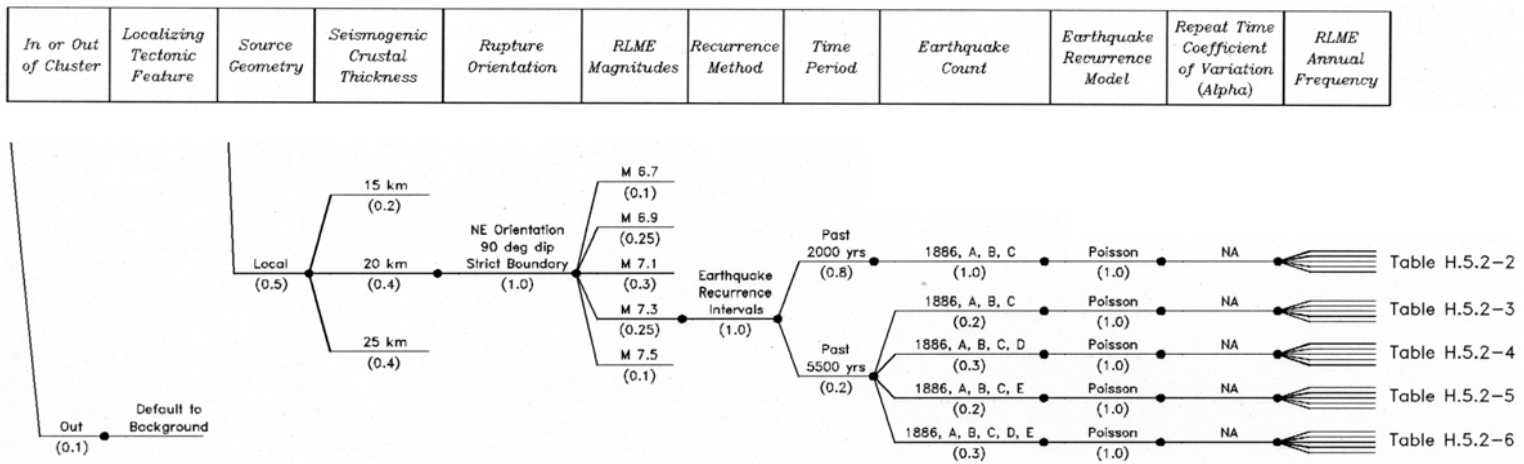 In or Out
of Cluster
Localizing
Tectonic
Feature
Source
Geometry
Seismogenic
Crustal
Thickness
Rupture
Orientation
RLME
Magnitudes
Recurrence
Method
Time
Period
Earthquake
Count
Earthquake
Recurrence
Model
Repeat Time
Coefficient
of Variation
(Alpha)
RLME
Annual
Frequency
Out
(0.1)
Default to
Background
Local
(0.5)
15 km
(0.2)
20 km
(0.4)
25 km
(0.4)
NE Orientation
90 deg dip
Strict Boundary
(1.0)
M 6.7
(0.1)
M 6.9
(0.25)
M 7.1
(0.3)
M 7.3
(0.25)
M 7.5
(0.1)
Earthquake
Recurrence
Intervals
(1.0)
Past
2000 yrs
(0.8)
Past
5500 yrs
(0.2)
1886, A, B, C
(1.0)
Poisson
(1.0)
NA
Table H.5.2-2
1886, A, B, C
(0.2)
Poisson
(1.0)
NA
Table H.5.2-3
1886, A, B, C, D
(0.3)
Poisson
(1.0)
NA
Table H.5.2-4
1886, A, B, C, E
(0.2)
Poisson
(1.0)
NA
Table H.5.2-5
1886, A, B, C, D, E
(0.3)
Poisson
(1.0)
NA
Table H.5.2-6